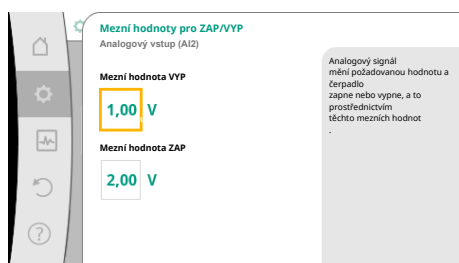 Mezní hodnoty pro ZAP/VYP
Analogový vstup (AI2)
Mezní hodnota VYP
1,00 V
Mezní hodnota ZAP
2,00 V
Analogový signál
mění požadovanou hodnotu a
čerpadlo
zapne nebo vypne, a to
prostřednictvím
těchto mezních hodnot
.
?